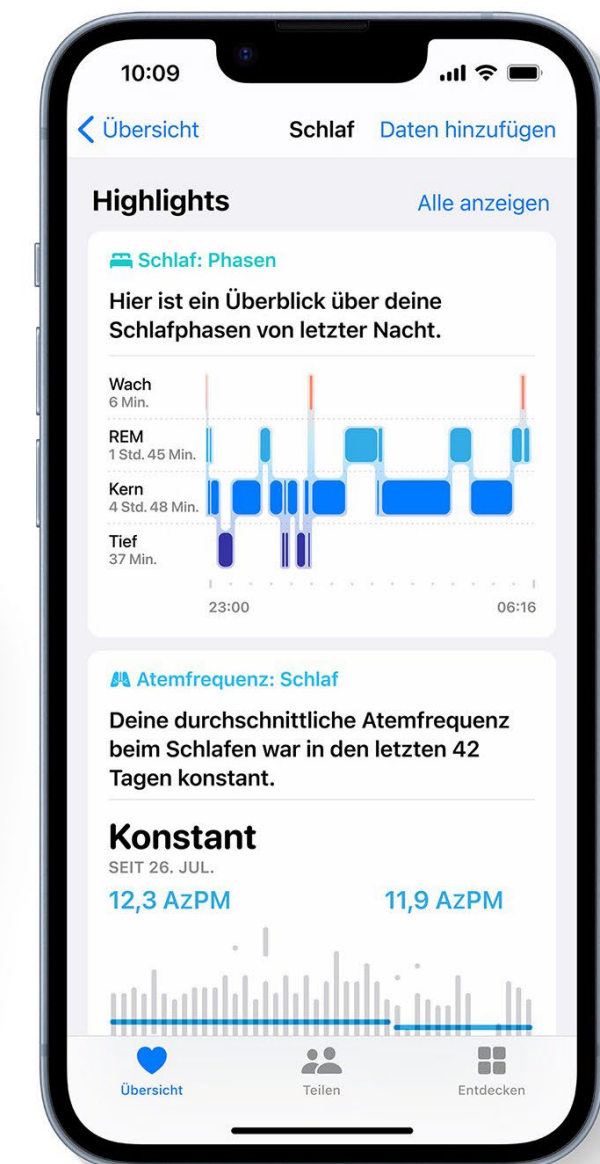 10:09
Übersicht Schlaf Daten hinzufügen
Highlights Alle anzeigen
Schlaf: Phasen
Hier ist ein Überblick über deine
Schlafphasen von letzter Nacht.
Wach
6 Min.
REM
1 Std. 45 Min.
Kern
4 Std. 48 Min.
Tief
37 Min.
23:00 06:16
Atemfrequenz: Schlaf
Deine durchschnittliche Atemfrequenz
beim Schlafen war in den letzten 42
Tagen konstant.
Konstant
SEIT 26. JUL.
12,3 AzPM 11,9 AzPM
Übersicht Teilen Entdecken